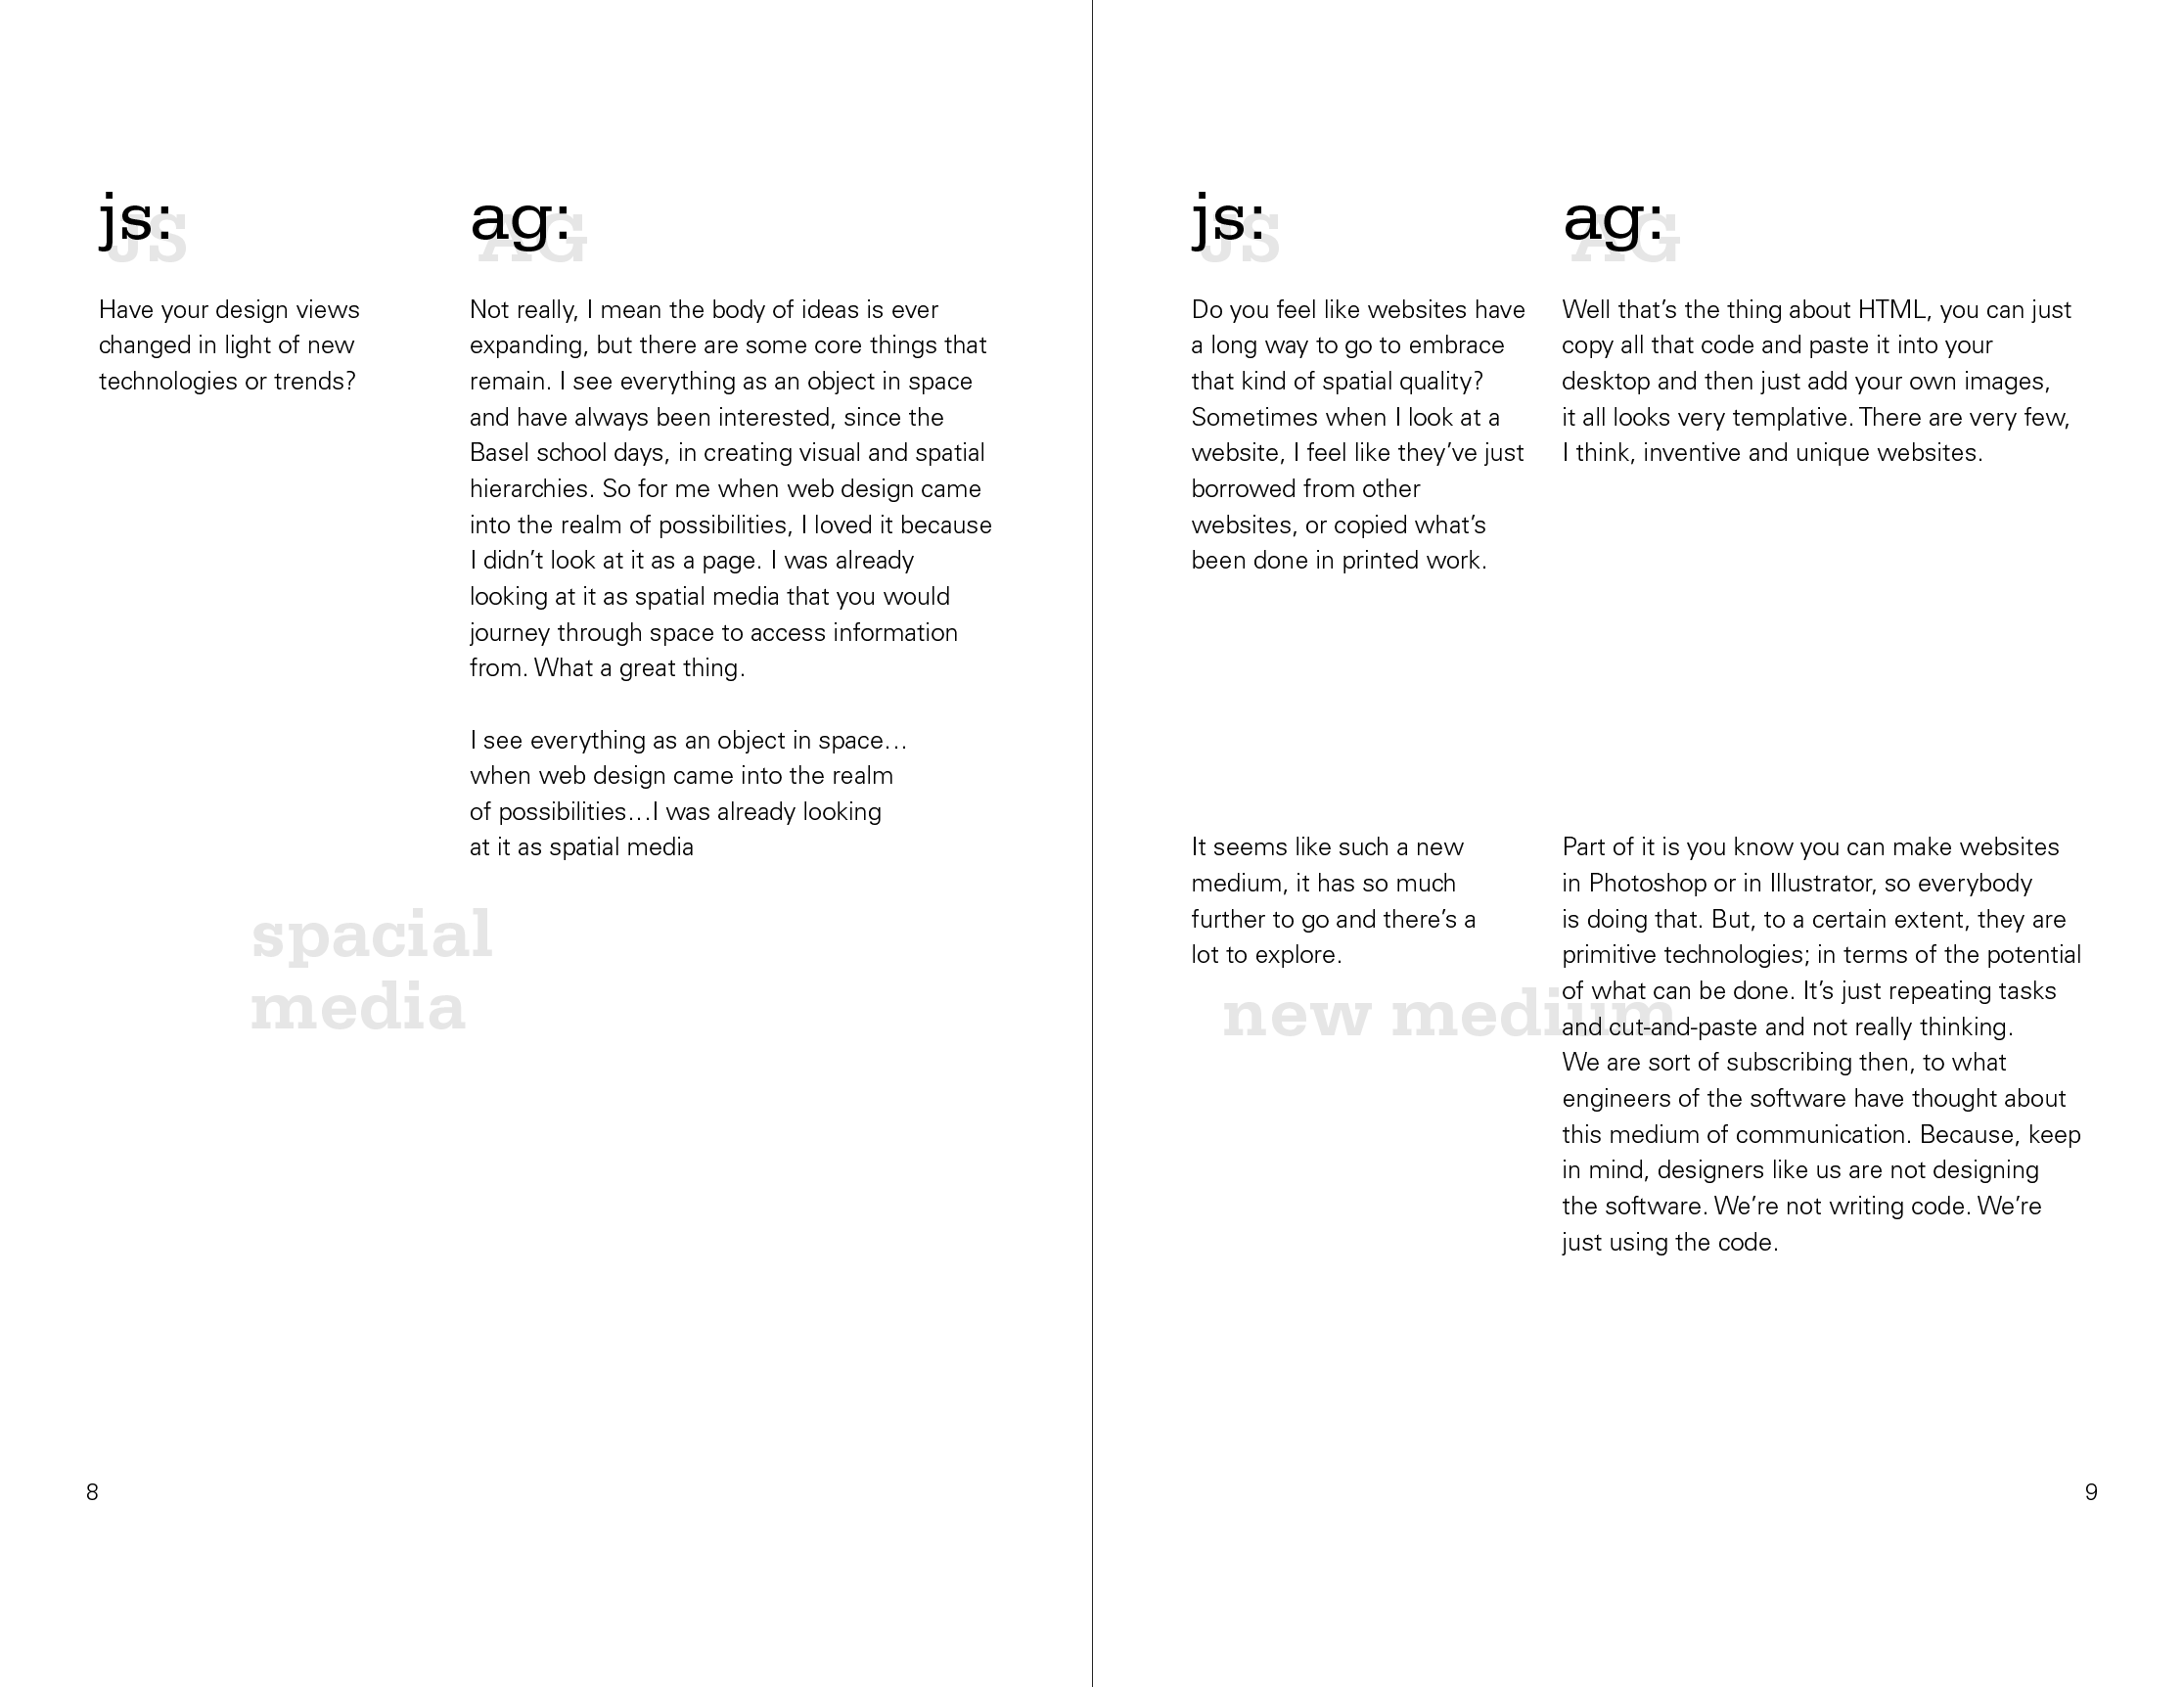 js:
JS
Have your design views
changed in light of new
technologies or trends?
ag:
AG
Not really, I mean the body of ideas is ever
expanding, but there are some core things that
remain. I see everything as an object in space
and have always been interested, since the
Basel school days, in creating visual and spatial
hierarchies. So for me when web design came
into the realm of possibilities, I loved it because
I didn’t look at it as a page. I was already
looking at it as spatial media that you would
journey through space to access information
from. What a great thing.
I see everything as an object in space…
when web design came into the realm
of possibilities…I was already looking
at it as spatial media
spacial
media
8
js:
JS
Do you feel like websites have
a long way to go to embrace
that kind of spatial quality?
Sometimes when I look at a
website, I feel like they’ve just
borrowed from other
websites, or copied what’s
been done in printed work.
ag:
AG
Well that’s the thing about HTML, you can just
copy all that code and paste it into your
desktop and then just add your own images,
it all looks very templative. There are very few,
I think, inventive and unique websites.
It seems like such a new
medium, it has so much
further to go and there’s a
lot to explore.
new medium
Part of it is you know you can make websites
in Photoshop or in Illustrator, so everybody
is doing that. But, to a certain extent, they are
primitive technologies; in terms of the potential
of what can be done. It’s just repeating tasks
and cut-and-paste and not really thinking.
We are sort of subscribing then, to what
engineers of the software have thought about
this medium of communication. Because, keep
in mind, designers like us are not designing
the software. We’re not writing code. We’re
just using the code.
9